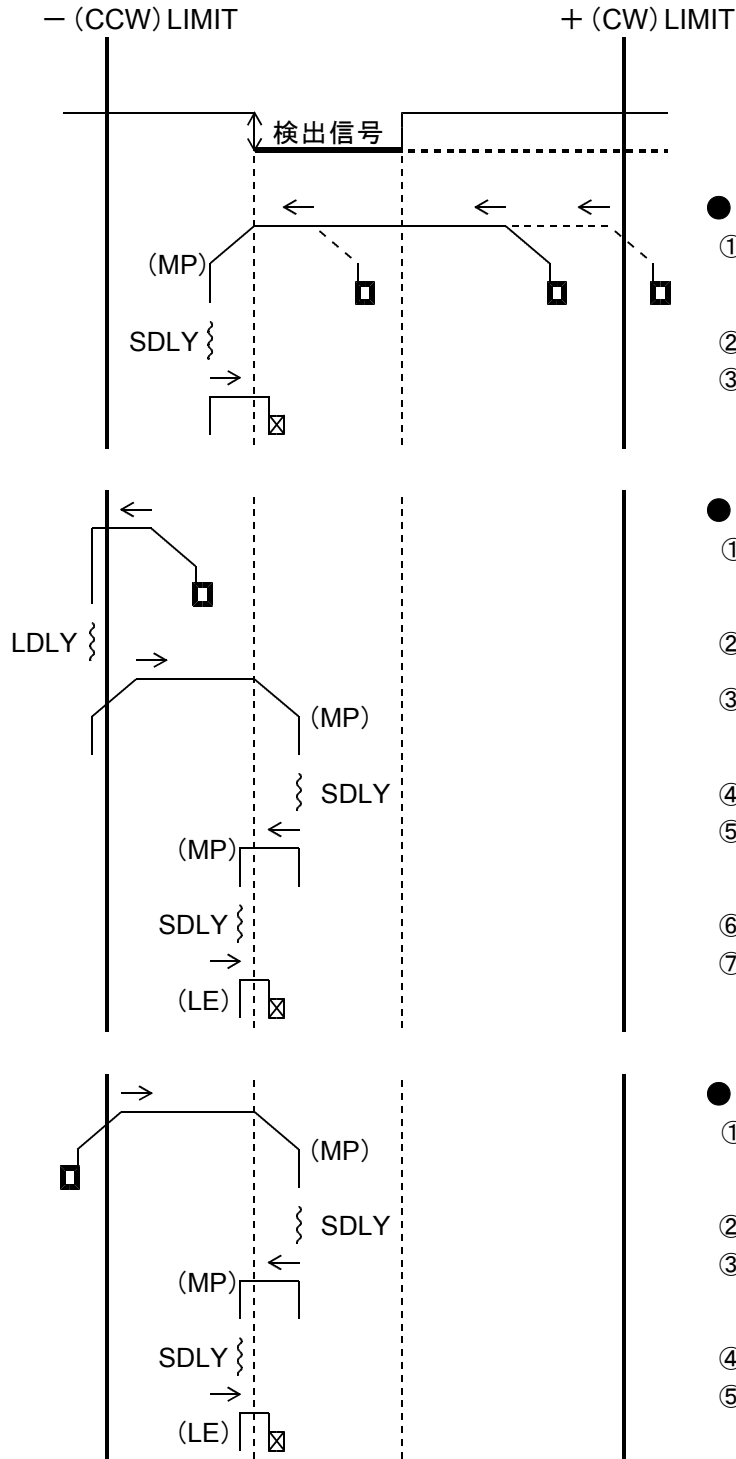 －(CCW)LIMIT ＋(CW)LIMIT
検出信号
●
(MP) ①
SDLY ②
③
●
①
LDLY ②
③
(MP)
SDLY ④
⑤
(MP)
SDLY ⑥
⑦
(LE)
●
①
(MP)
SDLY ②
③
(MP)
SDLY ④
⑤
(LE)